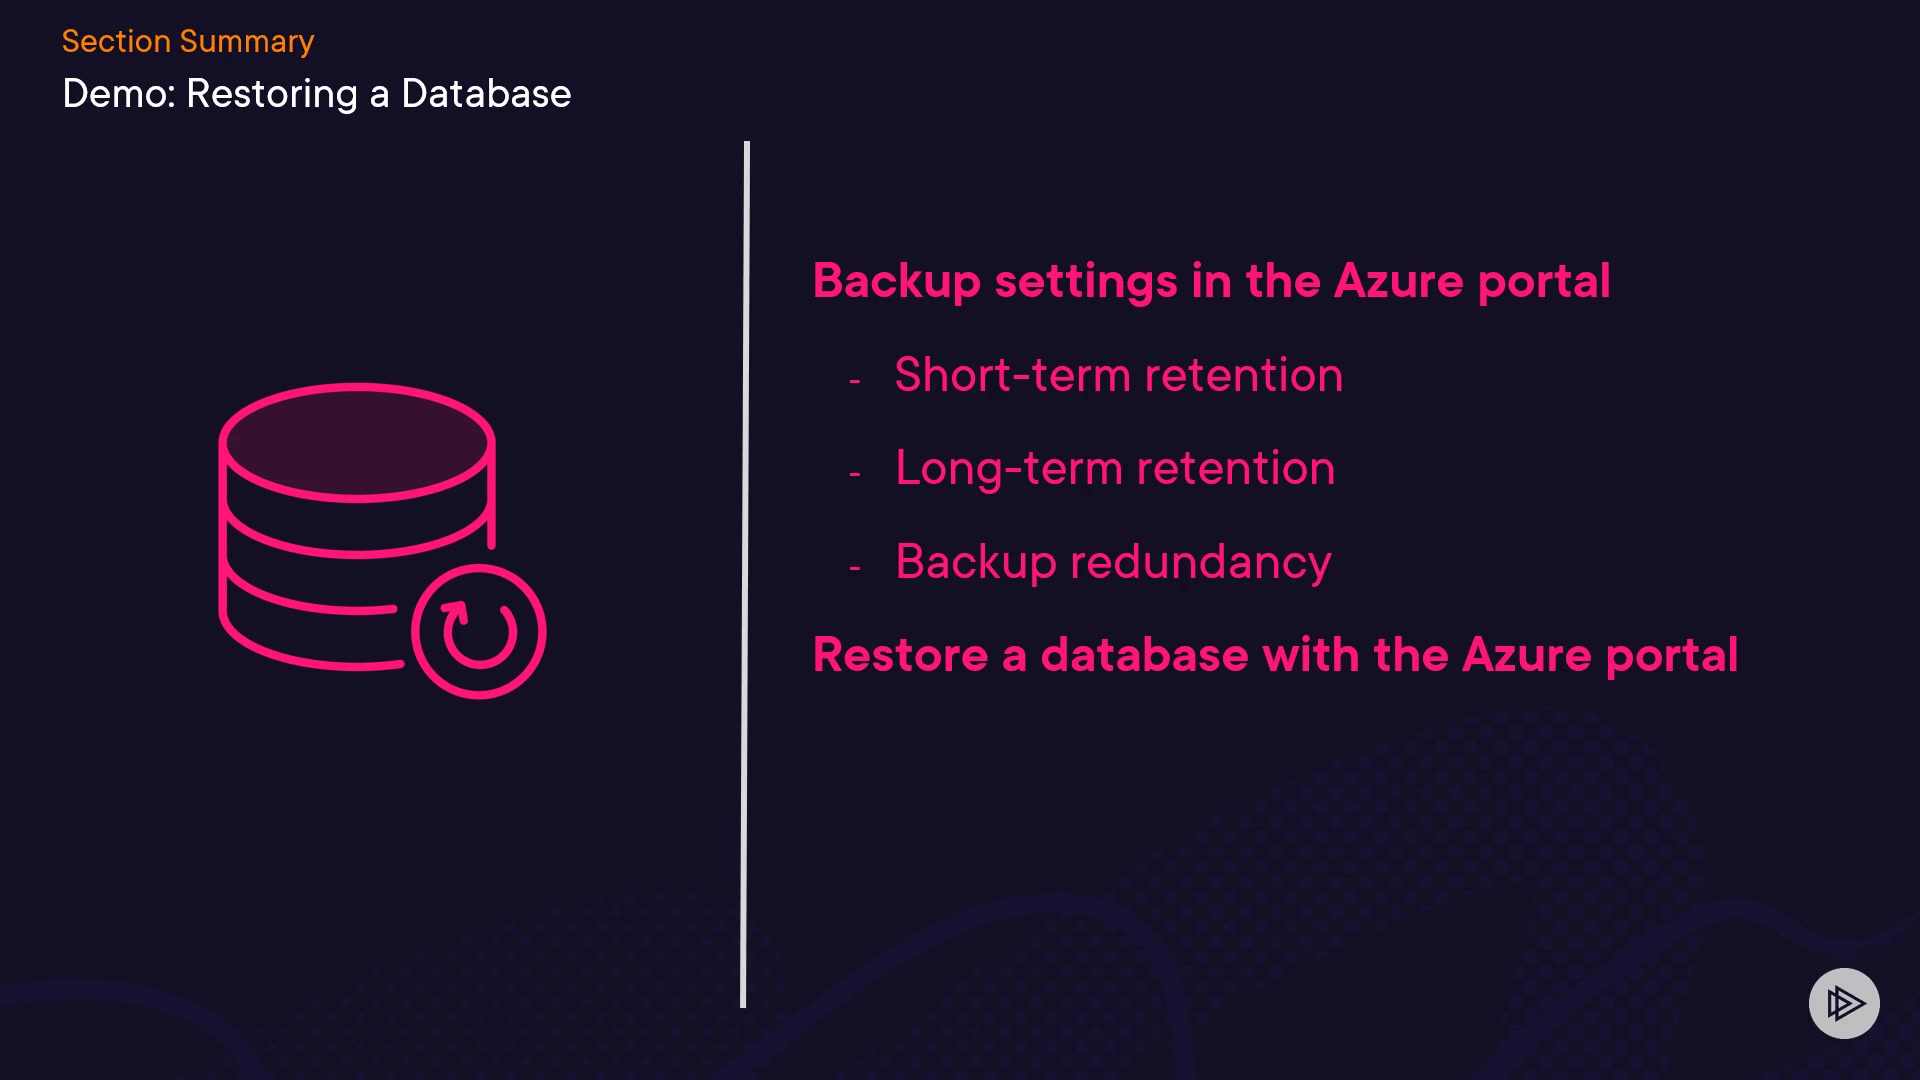 Section Summary
Demo: Restoring a Database
Backup settings in the Azure portal
- Short-term retention
- Long-term retention
- Backup redundancy
Restore a database with the Azure portal